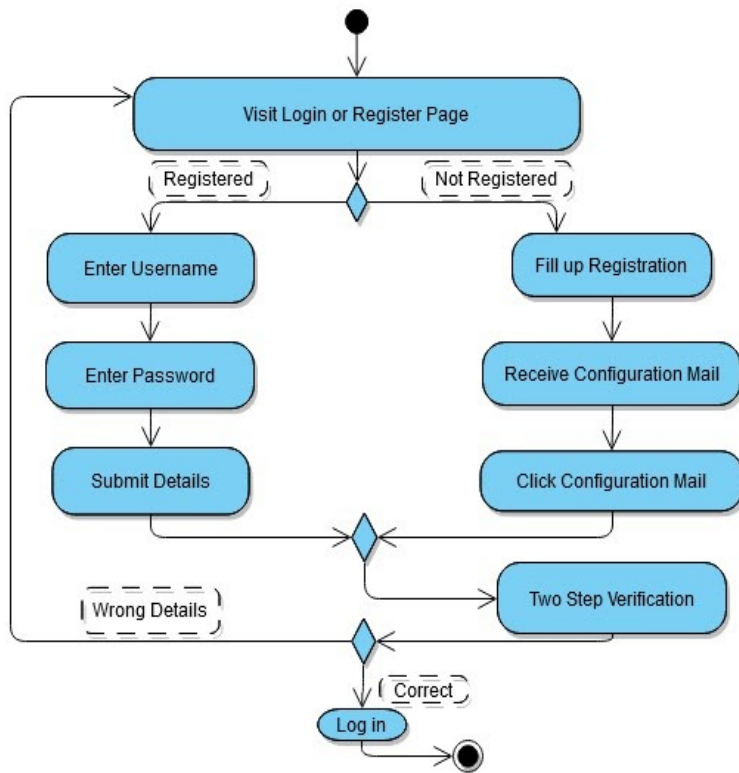 Visit Login or Register Page
Registered
Not Registered
Enter Username
Fill up Registration
Enter Password
Receive Configuration Mail
Submit Details
Click Configuration Mail
Two Step Verification
Wrong Details
Correct
Log in